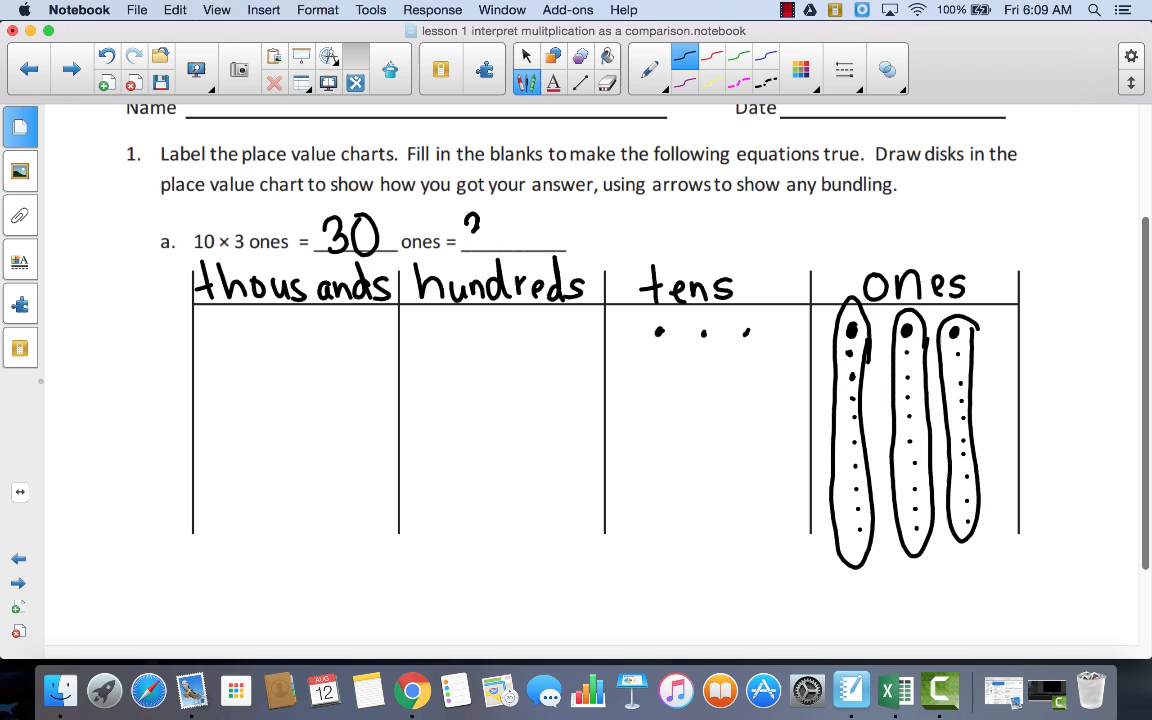 Notebook File Edit View Insert Format Tools Response Window Add-ons Help 100% Fri 6:09 AM
lesson 1 interpret mulitplication as a comparison.notebook
Name Date
1. Label the place value charts. Fill in the blanks to make the following equations true. Draw disks in the
place value chart to show how you got your answer, using arrows to show any bundling.
a. 10 × 3 ones = 30 ones =
thousands hundreds tens ones
AUG
12